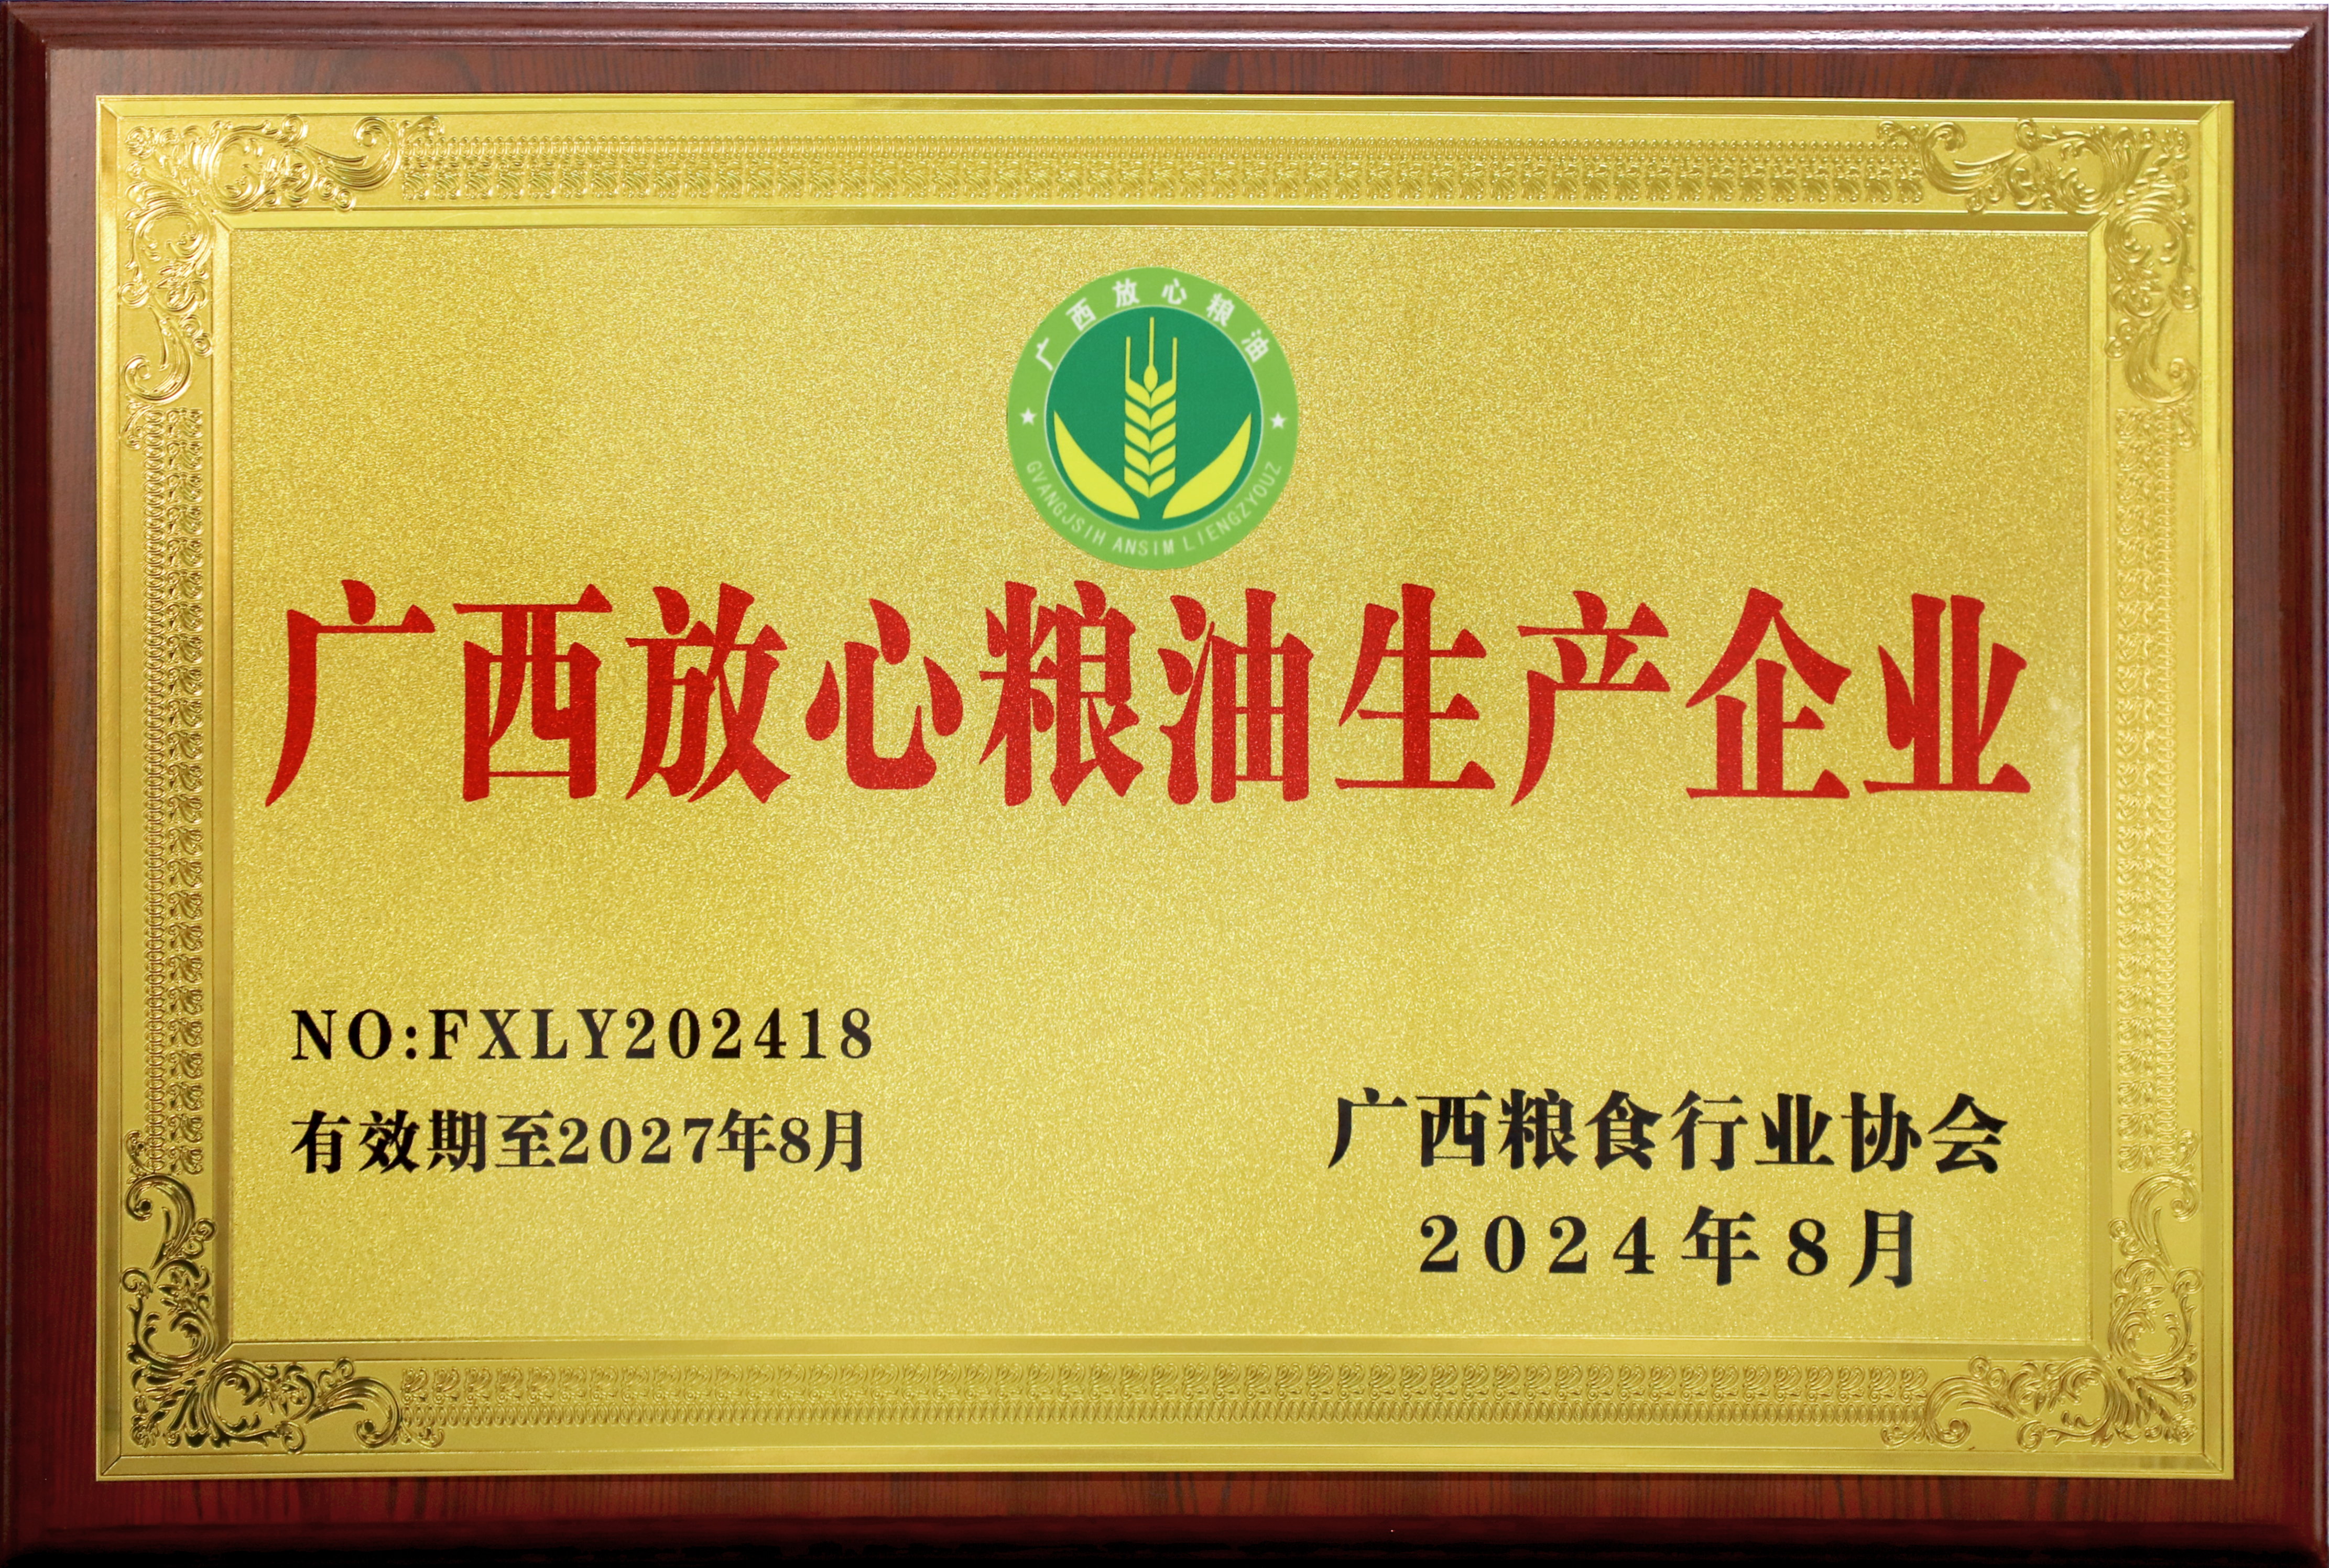 广西放心粮油
GVANGJSIH ANSIM LIENGZYOUZ
广西放心粮油生产企业
NO:FXLY202418
有效期至2027年8月
广西粮食行业协会
2024年8月